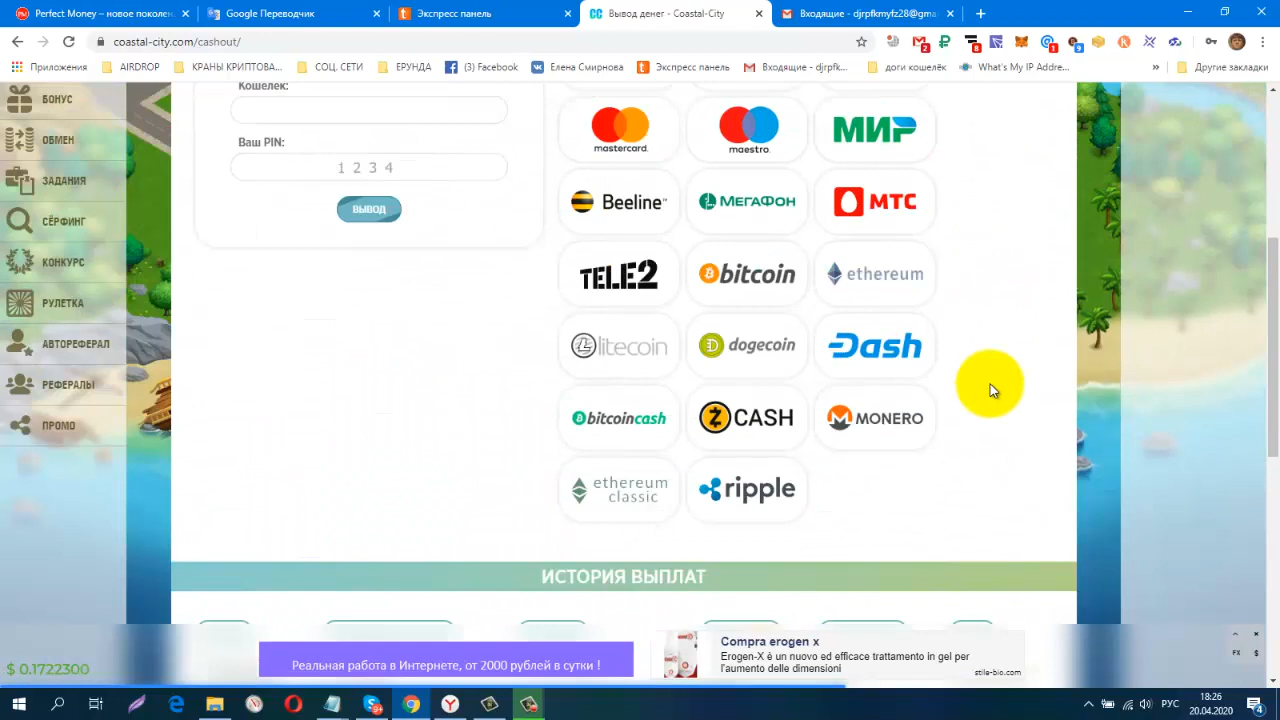 Perfect Money – новое поколен
Google Переводчик
Экспресс панель
Вывод денег - Coastal-City
Входящие - djrpfkmyfz28@gma
coastal-city.com/cashout/
Приложения
AIRDROP
КРАНЫ КРИПТОВА...
СОЦ. СЕТИ
ЕРУНДА
(3) Facebook
Елена Смирнова
Экспресс панель
Входящие - djrpfk...
доги кошелёк
What's My IP Addre...
»
Другие закладки
БОНУС
ОБМЕН
ЗАДАНИЯ
СЁРФИНГ
КОНКУРС
РУЛЕТКА
АВТОРЕФЕРАЛ
РЕФЕРАЛЫ
ПРОМО
Кошелек:
Ваш PIN:
1 2 3 4
ВЫВОД
mastercard.
maestro.
МИР
Beeline™
МЕГАФОН
МТС
TELE2
bitcoin
ethereum
litecoin
dogecoin
Dash
bitcoincash
ZCASH
MONERO
ethereum
classic
ripple
ИСТОРИЯ ВЫПЛАТ
$ 0.1722300
Реальная работа в Интернете, от 2000 рублей в сутки !
Compra erogen x
Erogen-X è un nuovo ed efficace trattamento in gel per
l'aumento delle dimensioni
stile-bio.com
FX $
РУС
18:26
20.04.2020